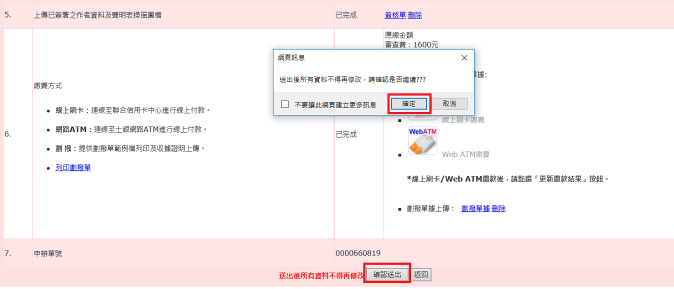 5. 上傳已簽署之作者資料及聲明表掃描圖檔 已完成 簽核單 刪除
應繳金額
審查費：1600元
網頁訊息
送出後所有資料不得再修改，請確認是否繼續???
不要讓此網頁建立更多訊息 確定 取消
繳費方式
• 線上刷卡：連線至聯合信用卡中心進行線上付款。
• 網路ATM：連線至土銀網路ATM進行線上付款。
• 劃 撥：提供劃撥單範例檔列印及收據證明上傳。
• 列印劃撥單
6. 已完成
線上刷卡繳費
WebATM
Web ATM繳費
*線上刷卡/Web ATM繳款後，請點選「更新繳款結果」按鈕。
劃撥單據上傳： 劃撥單據 刪除
7. 申辦單號 0000660819
送出後所有資料不得再修改 確認送出 返回